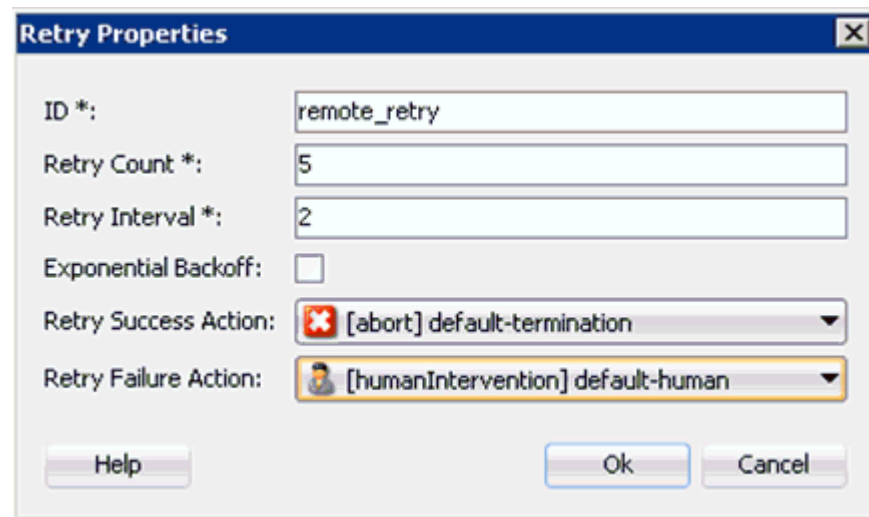 Retry Properties
ID *: remote_retry
Retry Count *: 5
Retry Interval *: 2
Exponential Backoff:
Retry Success Action: [abort] default-termination
Retry Failure Action: [humanIntervention] default-human
Help Ok Cancel